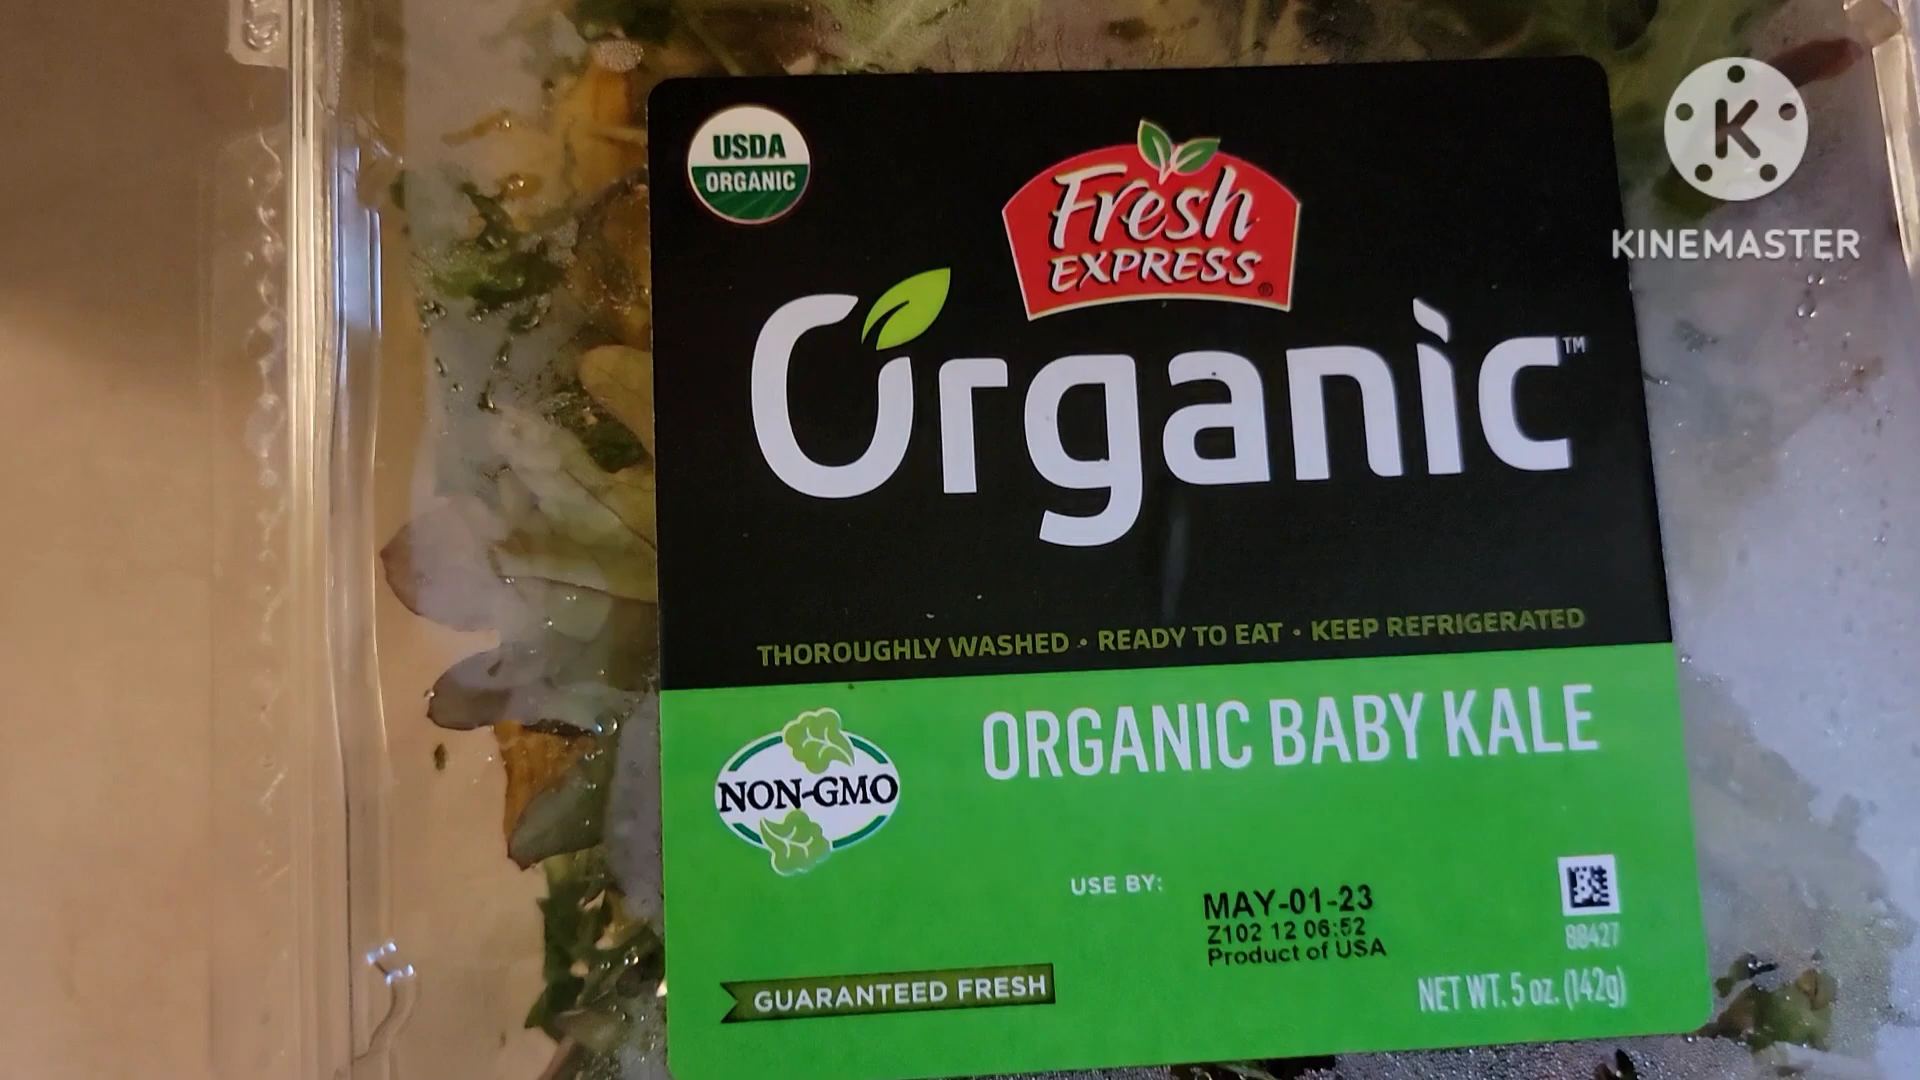 USDA
ORGANIC
Fresh
EXPRESS®
Organic™
K
KINEMASTER
THOROUGHLY WASHED • READY TO EAT • KEEP REFRIGERATED
ORGANIC BABY KALE
NON-GMO
USE BY:
MAY-01-23
Z102 12 06:52
Product of USA
88427
GUARANTEED FRESH
NET WT. 5 oz. (142g)